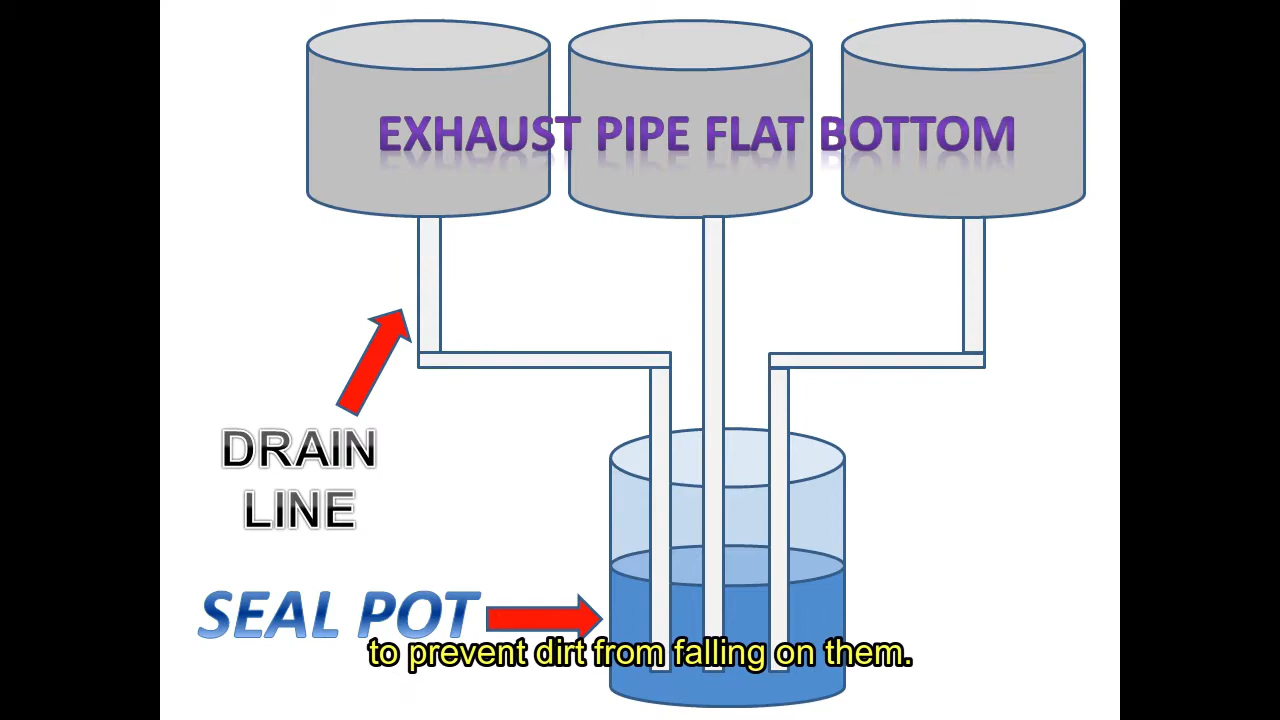 EXHAUST PIPE FLAT BOTTOM
DRAIN
LINE
SEAL POT
to prevent dirt from falling on them.